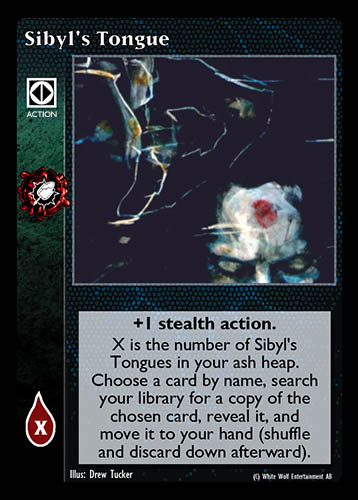 Sibyl's Tongue
ACTION
+1 stealth action.
X is the number of Sibyl's
Tongues in your ash heap.
Choose a card by name, search
your library for a copy of the
chosen card, reveal it, and
move it to your hand (shuffle
and discard down afterward).
X
Illus: Drew Tucker
(C) White Wolf Entertainment AB